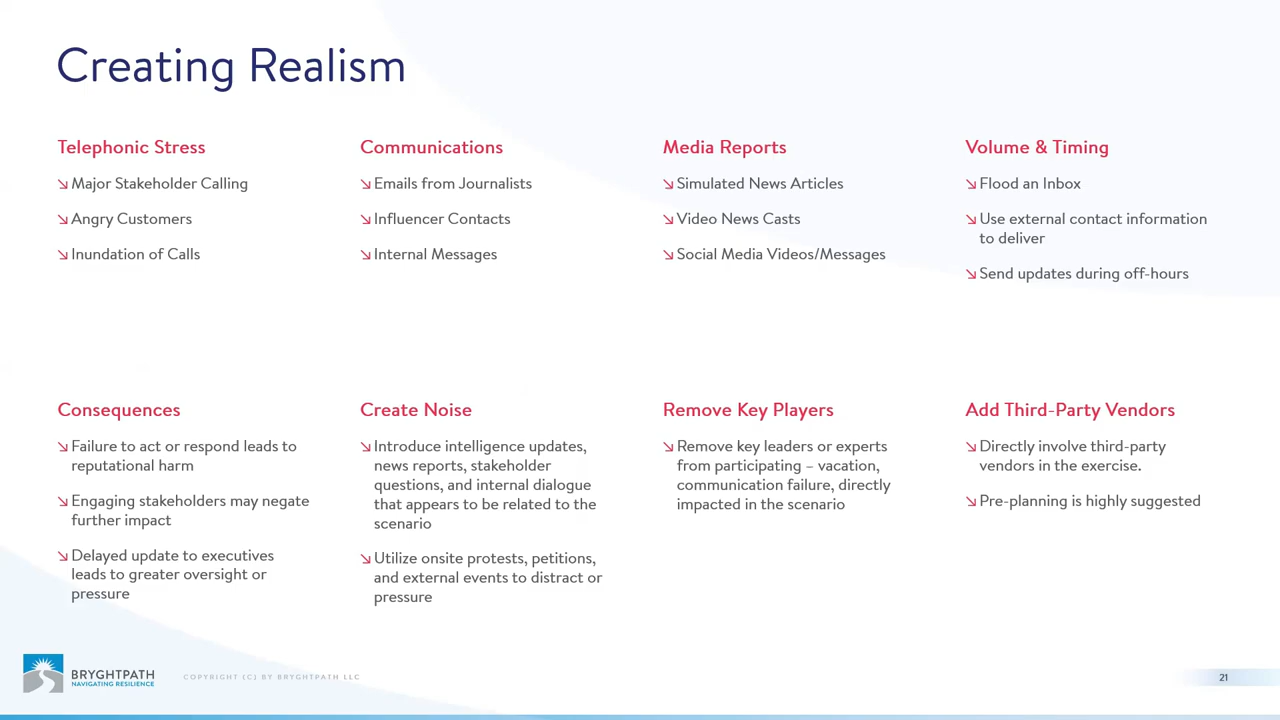 Creating Realism
Telephonic Stress
Major Stakeholder Calling
Angry Customers
Inundation of Calls
Communications
Emails from Journalists
Influencer Contacts
Internal Messages
Media Reports
Simulated News Articles
Video News Casts
Social Media Videos/Messages
Volume & Timing
Flood an Inbox
Use external contact information
to deliver
Send updates during off-hours
Consequences
Failure to act or respond leads to
reputational harm
Engaging stakeholders may negate
further impact
Delayed update to executives
leads to greater oversight or
pressure
Create Noise
Introduce intelligence updates,
news reports, stakeholder
questions, and internal dialogue
that appears to be related to the
scenario
Utilize onsite protests, petitions,
and external events to distract or
pressure
Remove Key Players
Remove key leaders or experts
from participating – vacation,
communication failure, directly
impacted in the scenario
Add Third-Party Vendors
Directly involve third-party
vendors in the exercise.
Pre-planning is highly suggested
BRYGHTPATH
NAVIGATING RESILIENCE
COPYRIGHT (C) BY BRYGHTPATH LLC
21